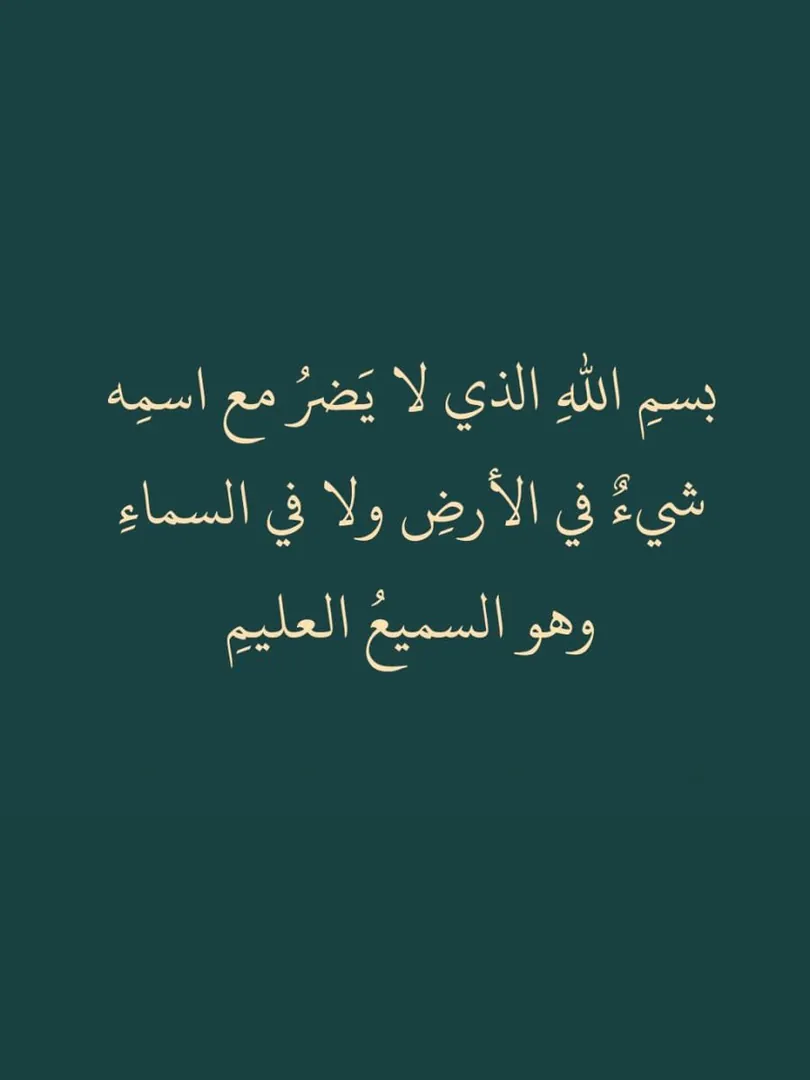 بسمِ اللهِ الذي لا يَضرُ مع اسمِه
شيءٌ في الأرضِ ولا في السماءِ
وهو السميعُ العليمِ